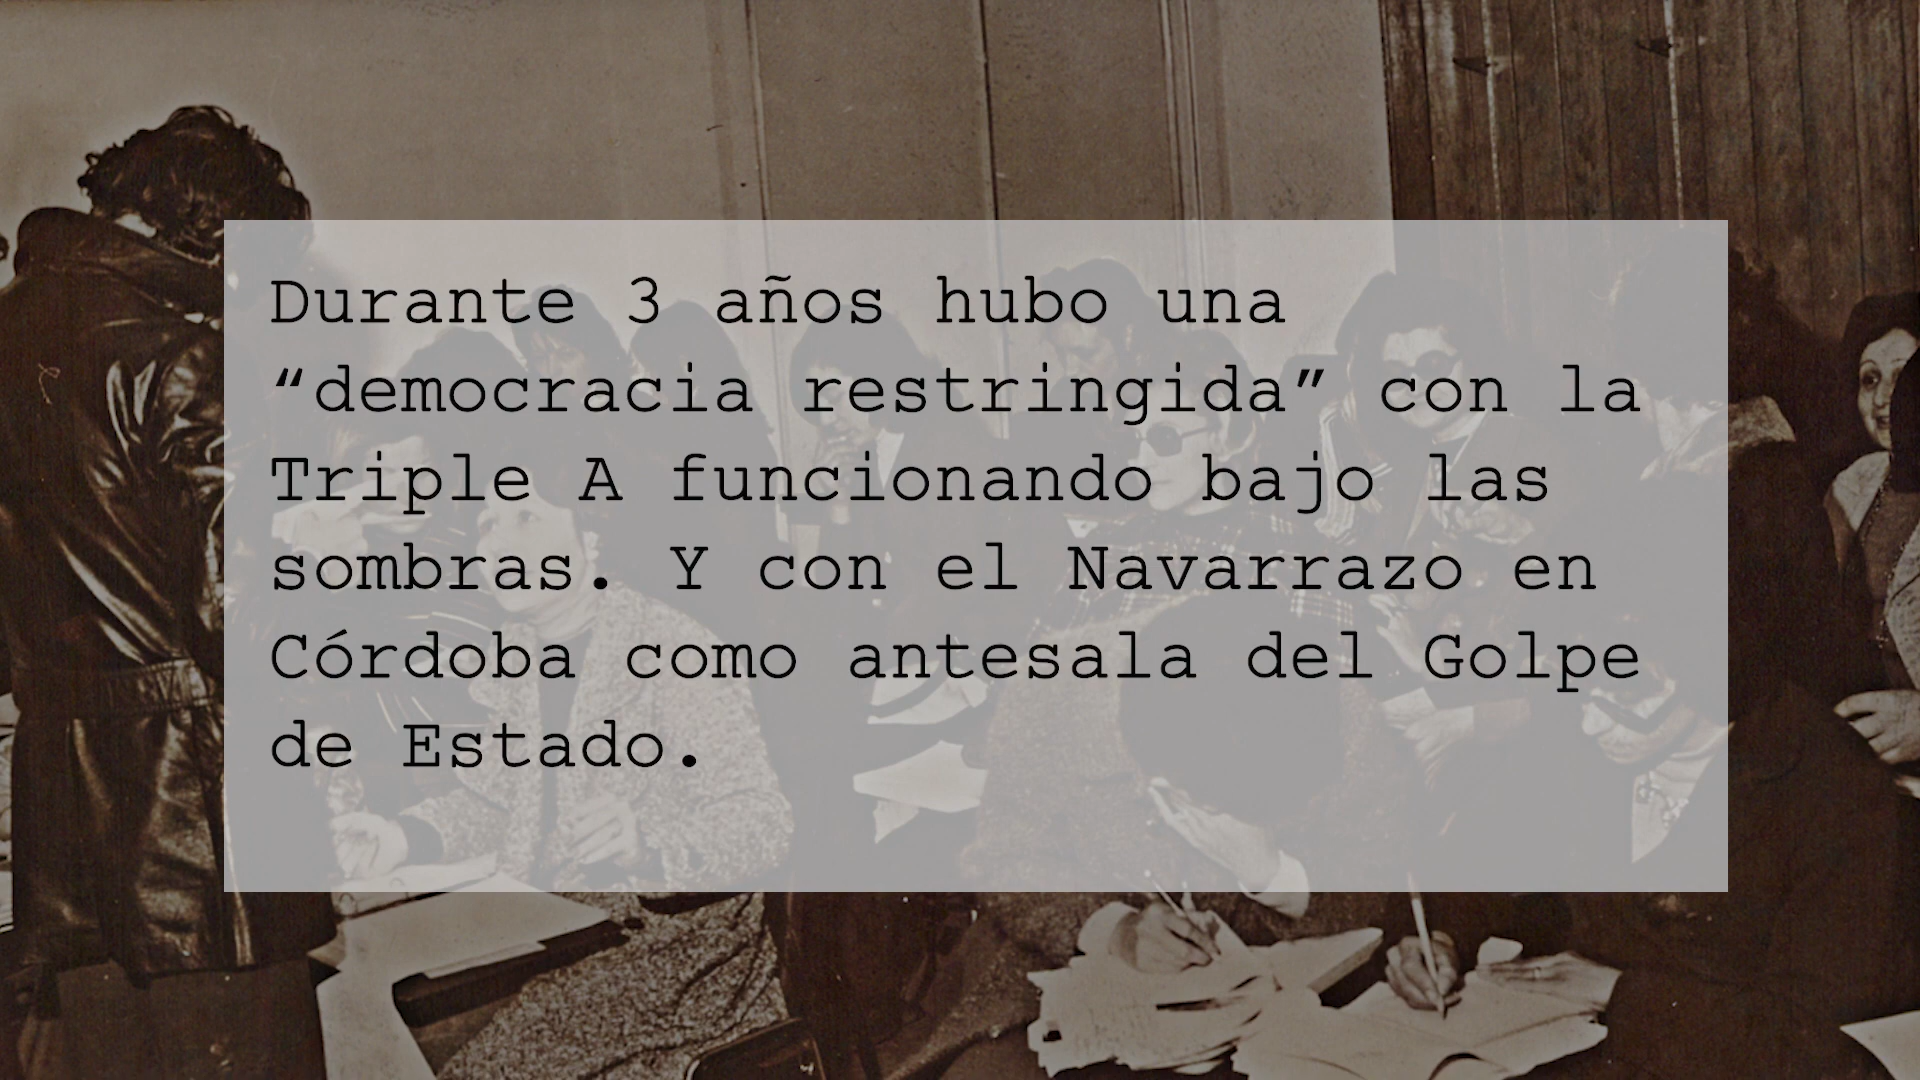 Durante 3 años hubo una
“democracia restringida” con la
Triple A funcionando bajo las
sombras. Y con el Navarrazo en
Córdoba como antesala del Golpe
de Estado.